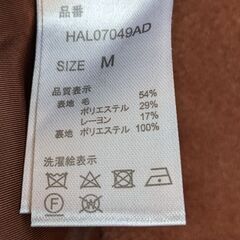 品番
HAL07049AD
SIZE M
品質表示
表地 毛 54%
ポリエステル 29%
レーヨン 17%
裏地 ポリエステル 100%
洗濯絵表示
F W